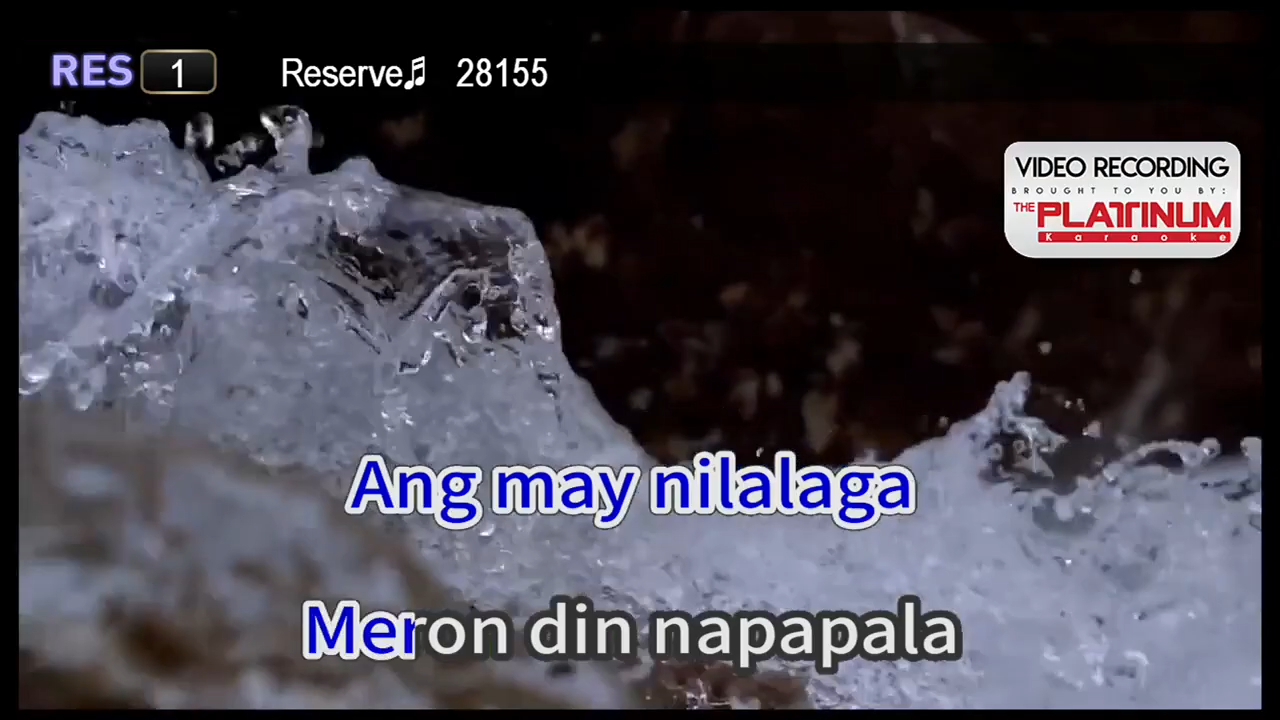 RES 1 Reserve♬ 28155
VIDEO RECORDING
BROUGHT TO YOU BY:
THE PLATINUM
Karaoke
Ang may nilalaga
Meron din napapala